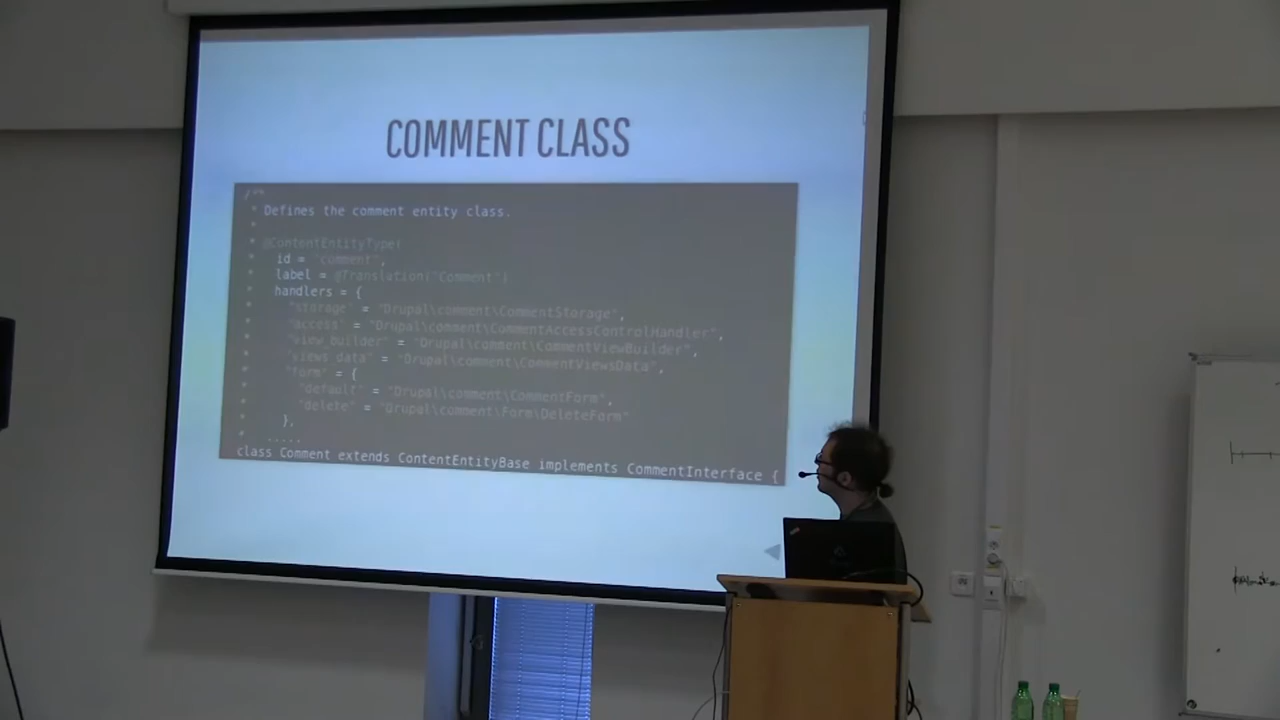 COMMENT CLASS
/**
* Defines the comment entity class.
*
* @ContentEntityType(
*   id = "comment",
*   label = @Translation("Comment")
*   handlers = {
*     "storage" = "Drupal\comment\CommentStorage",
*     "access" = "Drupal\comment\CommentAccessControlHandler",
*     "view_builder" = "Drupal\comment\CommentViewBuilder",
*     "views_data" = "Drupal\comment\CommentViewsData",
*     "form" = {
*       "default" = "Drupal\comment\CommentForm",
*       "delete" = "Drupal\comment\Form\DeleteForm"
*     },
*   .....
class Comment extends ContentEntityBase implements CommentInterface {